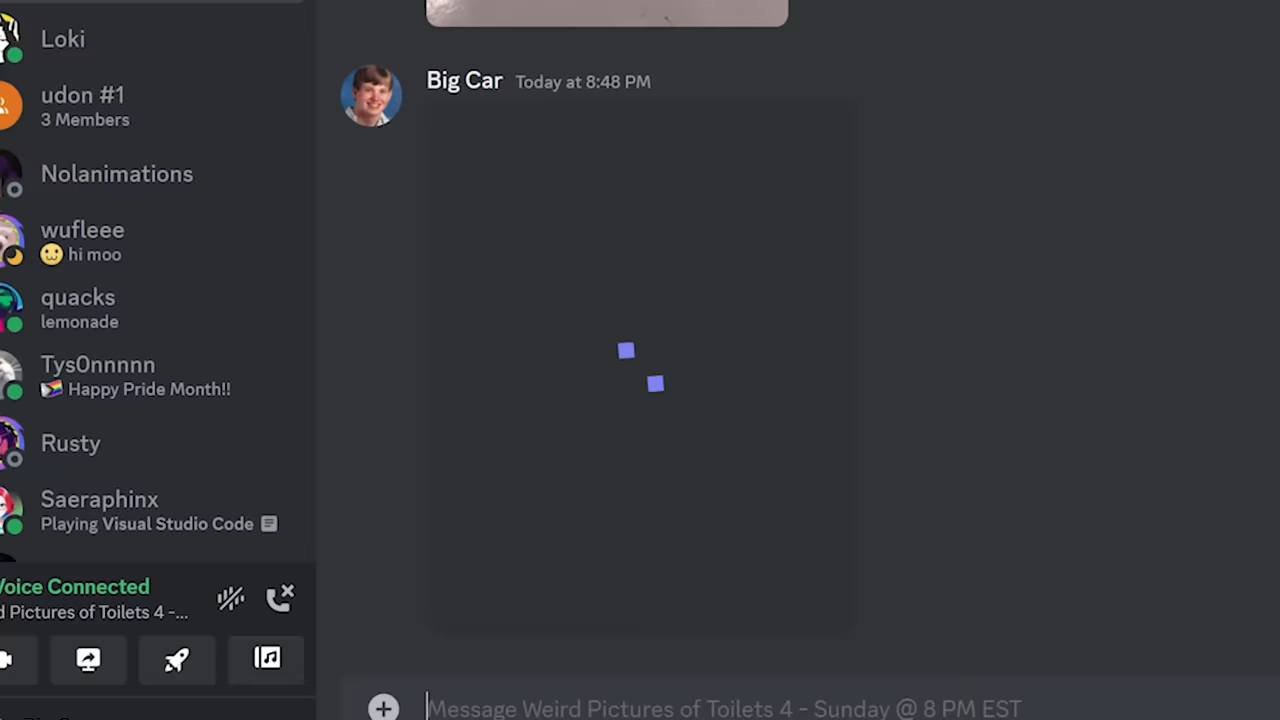 Loki
udon #1
3 Members
Nolanimations
wufleee
hi moo
quacks
lemonade
Tys0nnnnn
Happy Pride Month!!
Rusty
Saeraphinx
Playing Visual Studio Code
Voice Connected
d Pictures of Toilets 4 -...
Big Car Today at 8:48 PM
Message Weird Pictures of Toilets 4 - Sunday @ 8 PM EST